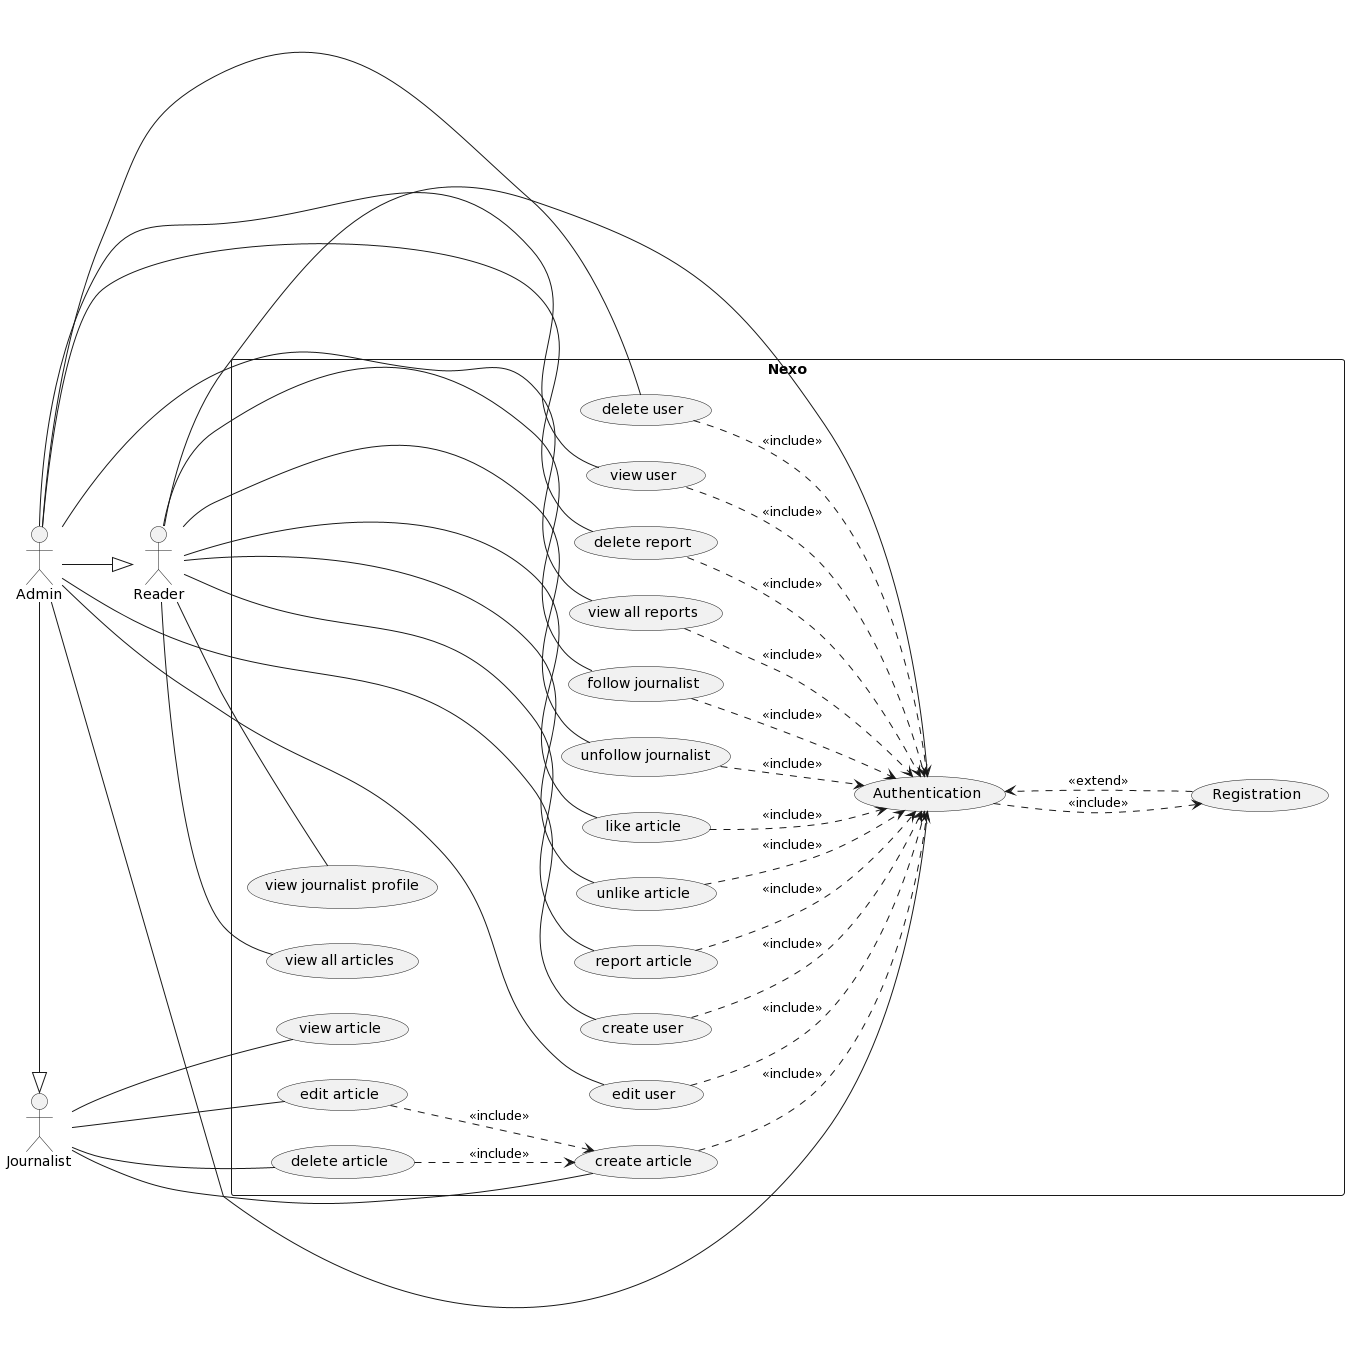 Nexo
delete user
«include»
view user
«include»
delete report
«include»
view all reports
«include»
Admin
Reader
follow journalist
«include»
unfollow journalist
«include»
Authentication
«extend»
«include»
Registration
like article
«include»
«include»
view journalist profile
unlike article
«include»
view all articles
report article
«include»
view article
create user
«include»
edit article
edit user
«include»
«include»
Journalist
delete article
«include»
create article